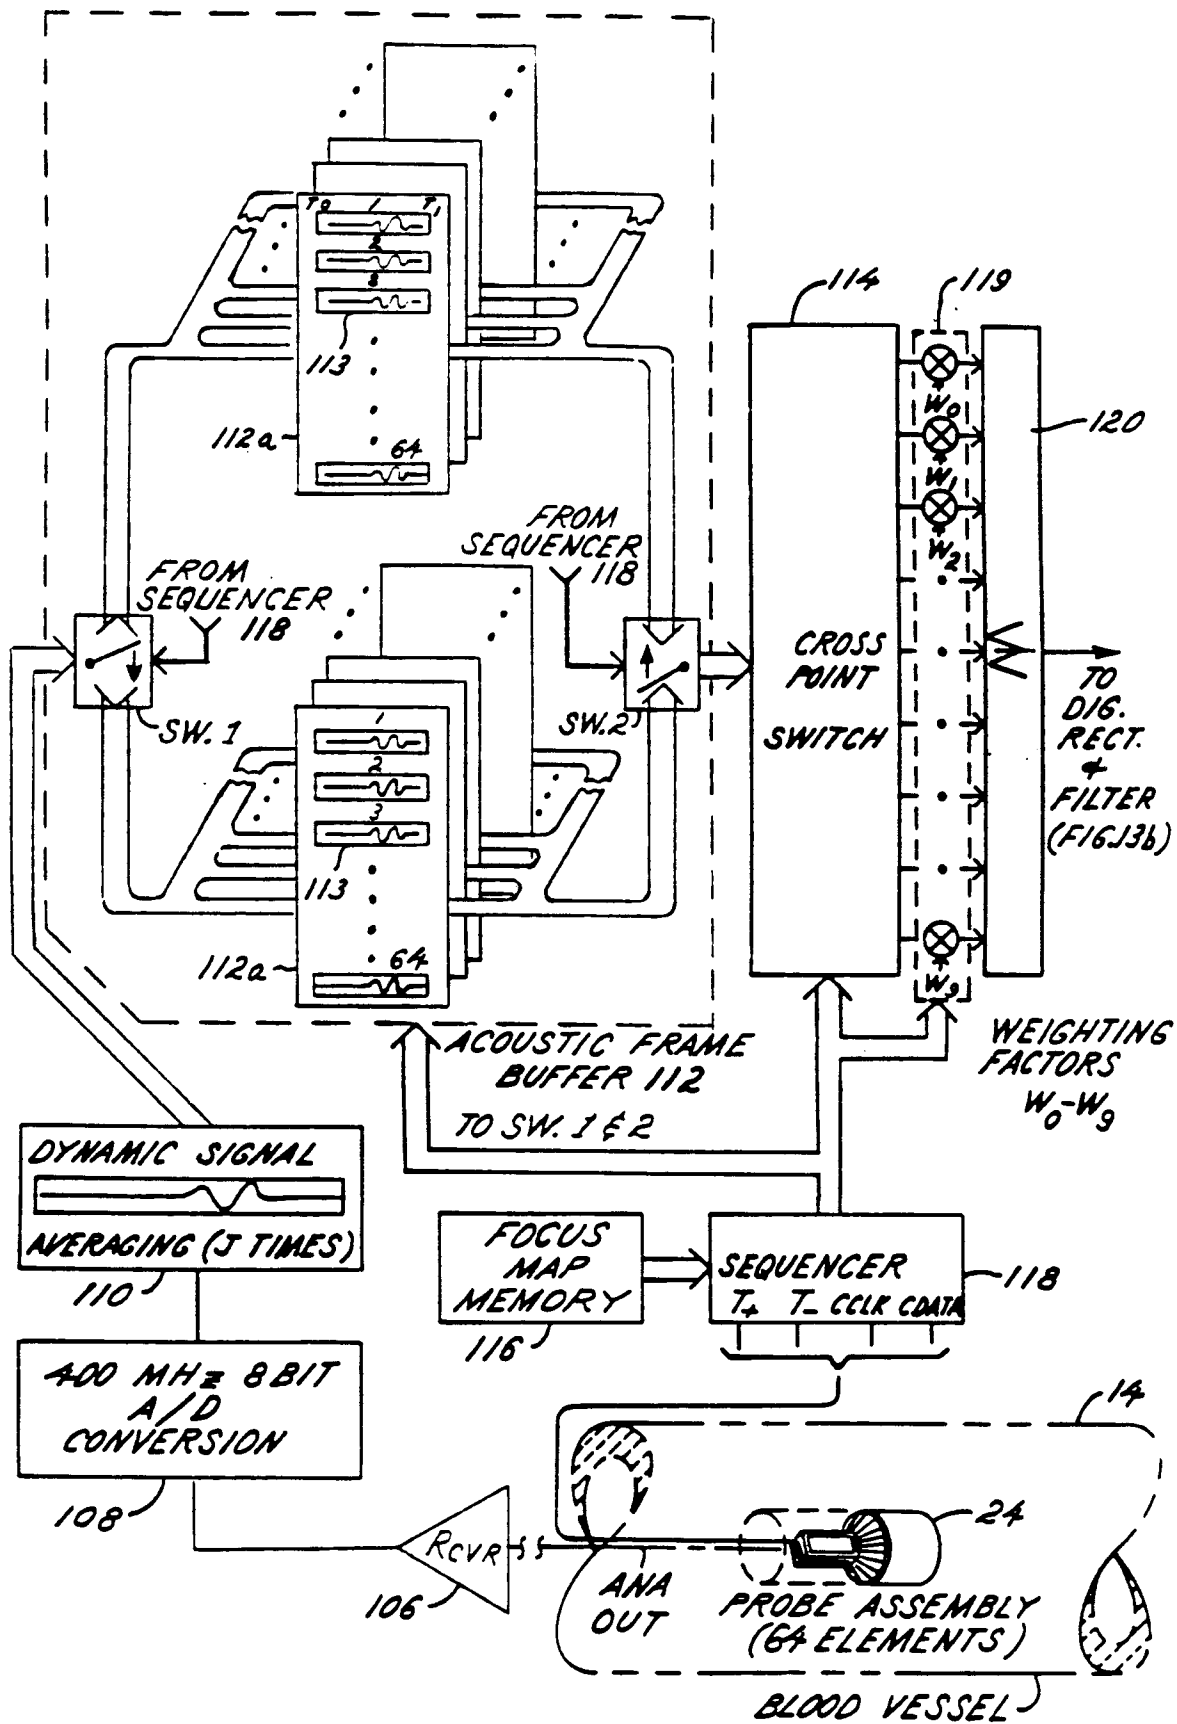 T0 1 T1
2
3
113
112a
64
FROM
SEQUENCER
118
FROM
SEQUENCER
118
SW. 1
SW.2
1
2
3
113
112a
64
114
CROSS
POINT
SWITCH
119
W0
W1
W2
W9
120
TO
DIG.
RECT.
&
FILTER
(FIG.13b)
ACOUSTIC FRAME
BUFFER 112
WEIGHTING
FACTORS
W0-W9
TO SW. 1 & 2
DYNAMIC SIGNAL
AVERAGING (J TIMES)
110
FOCUS
MAP
MEMORY
116
SEQUENCER
T+ T- CCLK CDATA
118
400 MHz 8 BIT
A/D
CONVERSION
108
RCVR
106
ANA
OUT
14
24
PROBE ASSEMBLY
(64 ELEMENTS)
BLOOD VESSEL